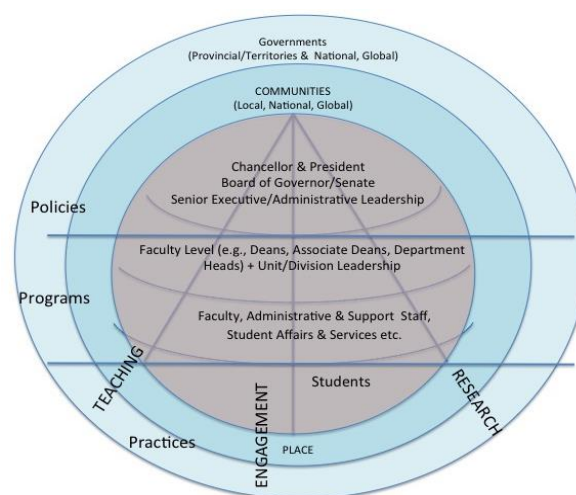 Governments
(Provincial/Territories & National, Global)
COMMUNITIES
(Local, National, Global)
Chancellor & President
Board of Governor/Senate
Senior Executive/Administrative Leadership
Policies
Faculty Level (e.g., Deans, Associate Deans, Department
Heads) + Unit/Division Leadership
Programs
Faculty, Administrative & Support Staff,
Student Affairs & Services etc.
TEACHING
ENGAGEMENT
Students
RESEARCH
Practices
PLACE